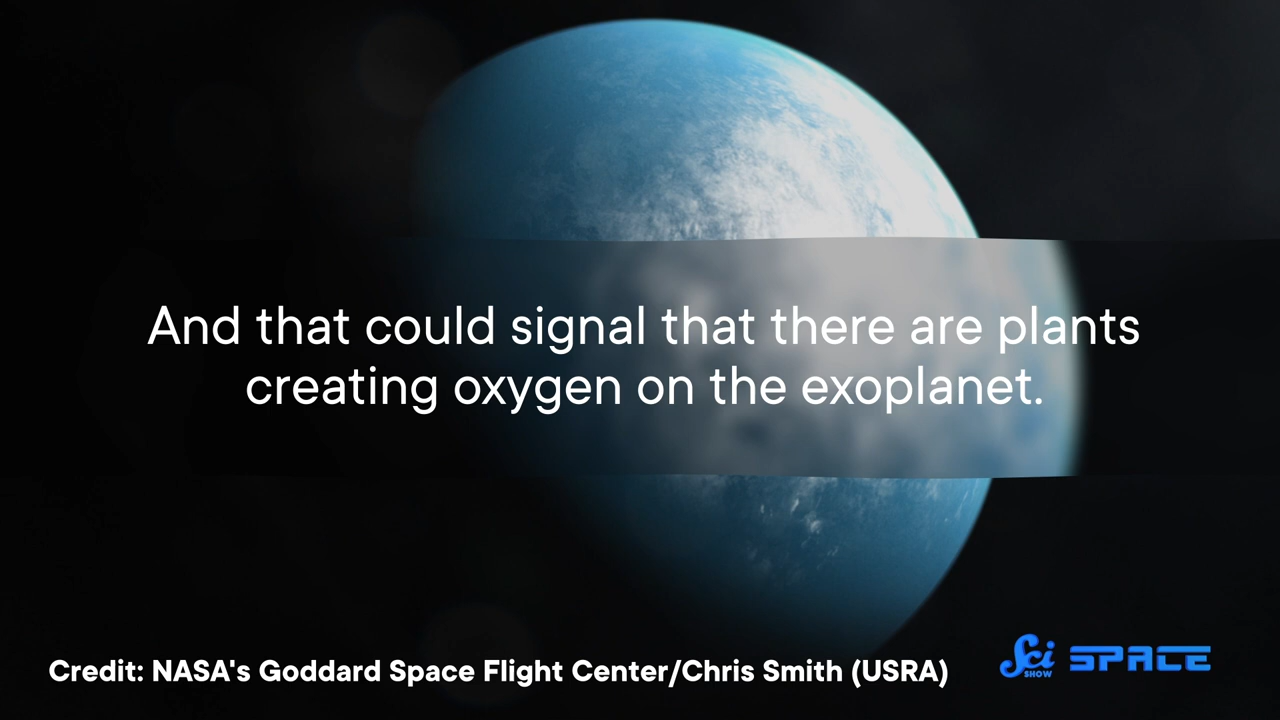 And that could signal that there are plants
creating oxygen on the exoplanet.
Credit: NASA's Goddard Space Flight Center/Chris Smith (USRA)
Sci SHOW SPACE